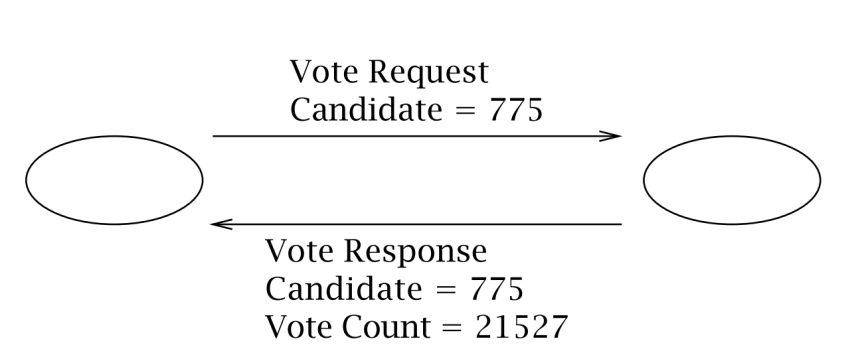 Vote Request
Candidate = 775
Vote Response
Candidate = 775
Vote Count = 21527